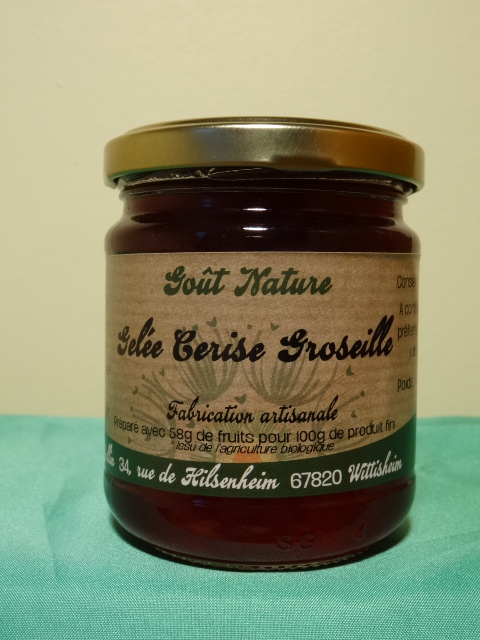 Goût Nature
Gelée Cerise Groseille
Fabrication artisanale
Préparé avec 58g de fruits pour 100g de produit fini
Issu de l'agriculture biologique
34, rue de Hilsenheim 67820 Wittisheim
Poids